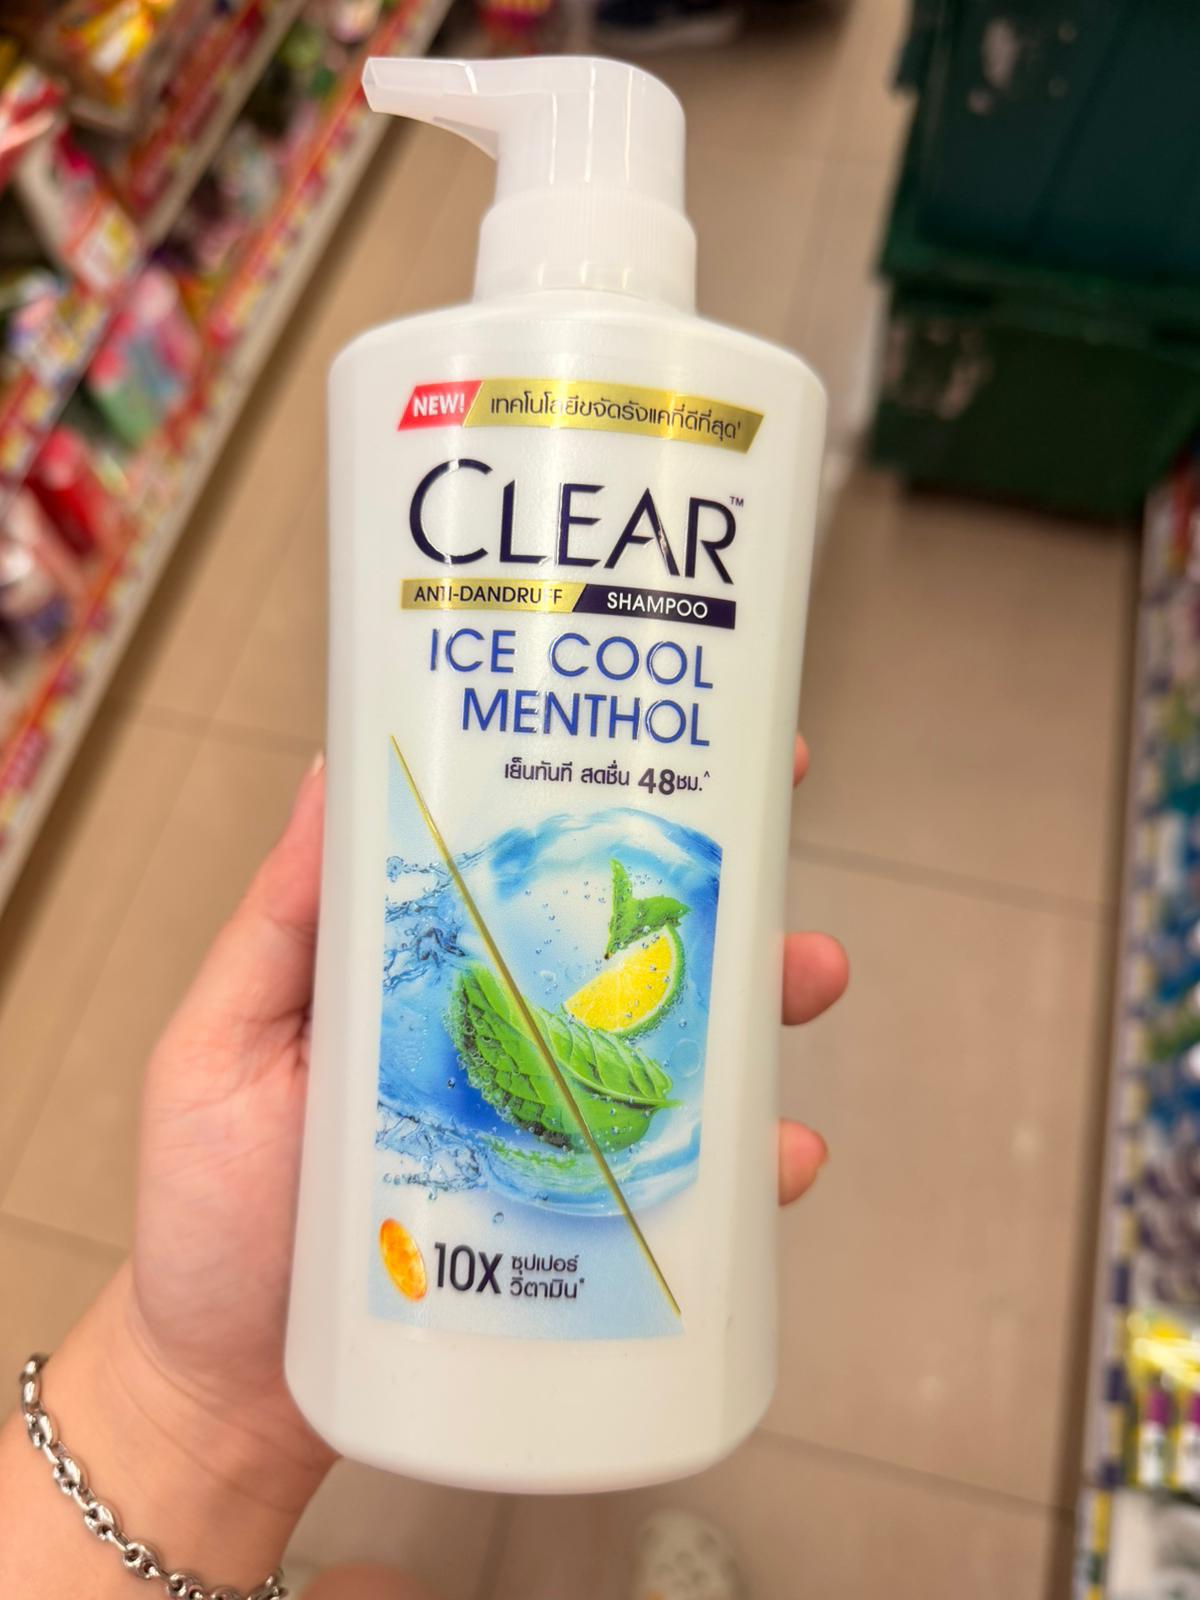 NEW! เทคโนโลยีขจัดรังแคที่ดีที่สุด¹
CLEAR™
ANTI-DANDRUFF SHAMPOO
ICE COOL
MENTHOL
เย็นทันที สดชื่น 48ชม.^
10X ซุปเปอร์
วิตามิน*